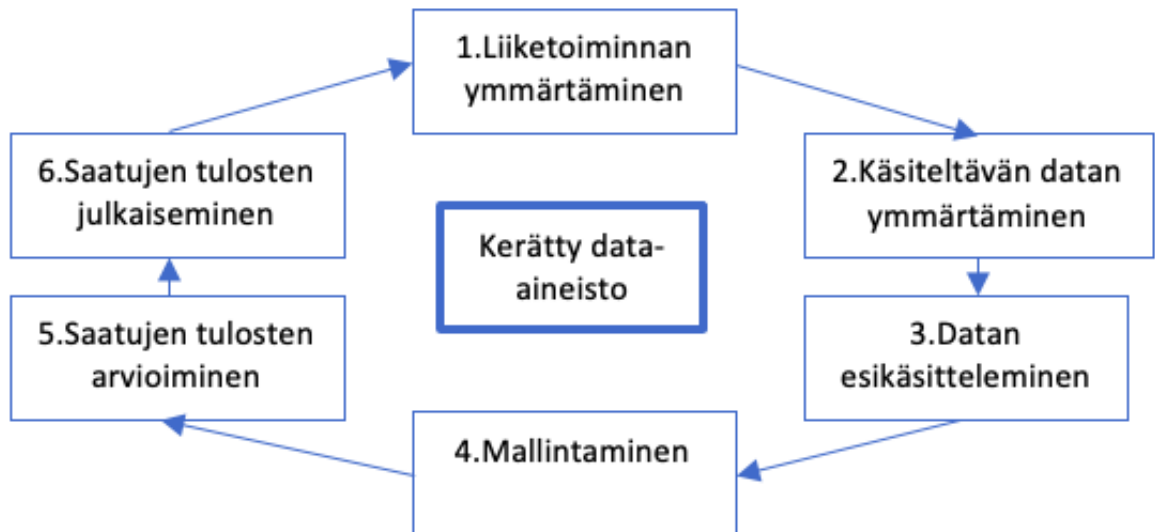 1.Liiketoiminnan
ymmärtäminen
2.Käsiteltävän datan
ymmärtäminen
3.Datan
esikäsitteleminen
4.Mallintaminen
5.Saatujen tulosten
arvioiminen
6.Saatujen tulosten
julkaiseminen
Kerätty data-
aineisto